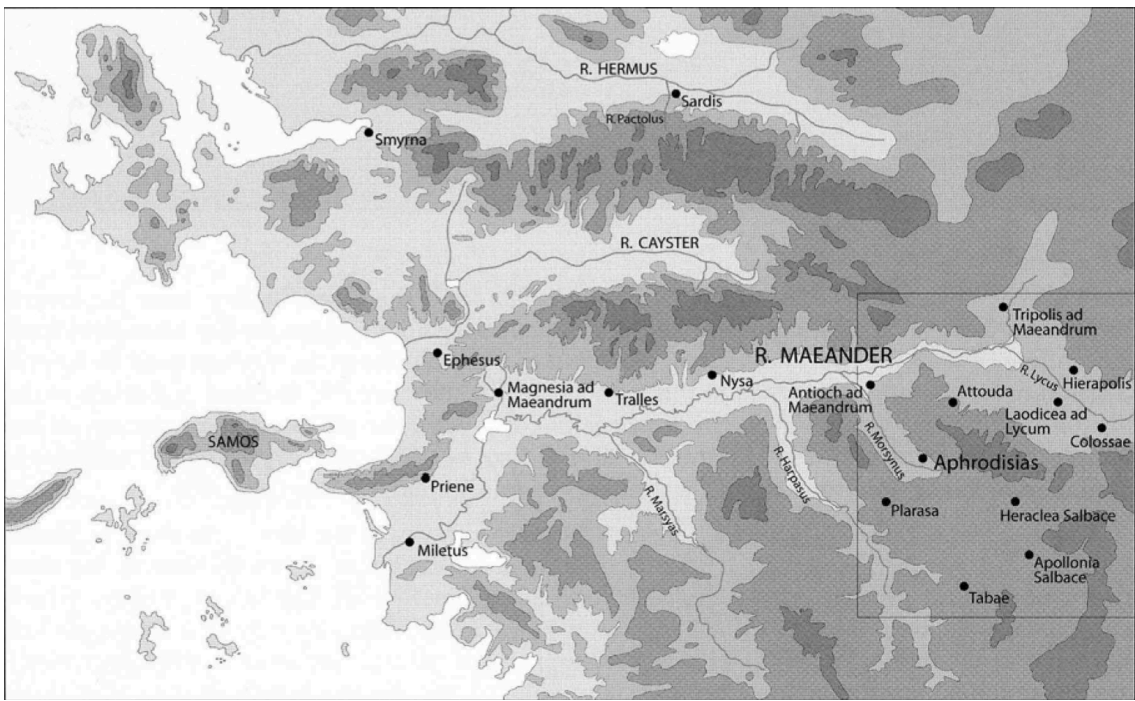 R. HERMUS
Sardis
R. Pactolus
Smyrna
R. CAYSTER
Tripolis ad
Maeandrum
Ephesus
R. MAEANDER
R. Lycus
Hierapolis
Magnesia ad
Maeandrum
Tralles
Nysa
Antioch ad
Maeandrum
Attouda
Laodicea ad
Lycum
Colossae
SAMOS
R. Morsynus
Aphrodisias
Priene
R. Marsyas
R. Harpasus
Plarasa
Heraclea Salbace
Miletus
Apollonia
Salbace
Tabae